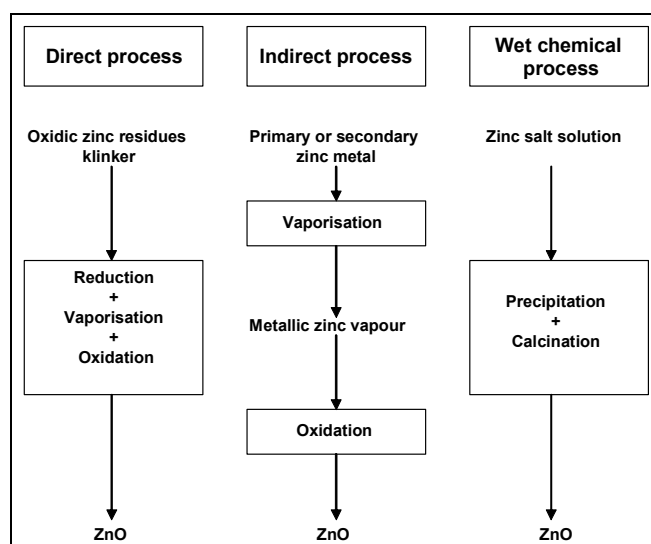 Direct process
Indirect process
Wet chemical
process
Oxidic zinc residues
klinker
Primary or secondary
zinc metal
Zinc salt solution
Vaporisation
Reduction
+
Vaporisation
+
Oxidation
Metallic zinc vapour
Precipitation
+
Calcination
Oxidation
ZnO
ZnO
ZnO